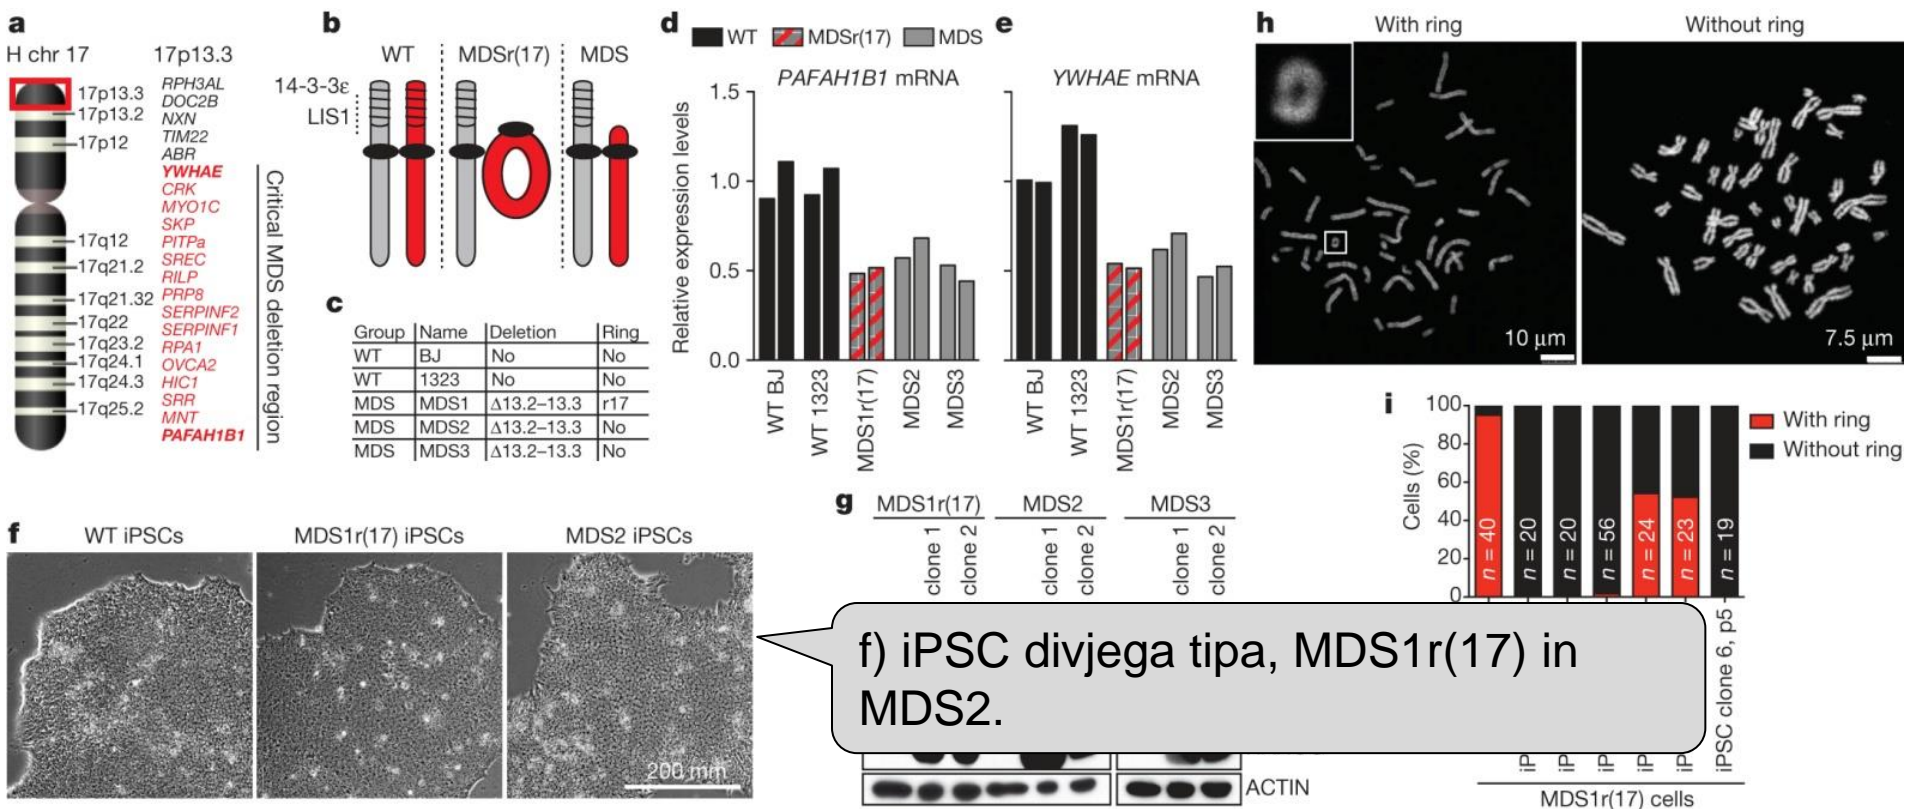 a
H chr 17
17p13.3
17p13.3
17p13.2
17p12
17q12
17q21.2
17q21.32
17q22
17q23.2
17q24.1
17q24.3
17q25.2
RPH3AL
DOC2B
NXN
TIM22
ABR
YWHAE
CRK
MYO1C
SKP
PITPa
SREC
RILP
PRP8
SERPINF2
SERPINF1
RPA1
OVCA2
HIC1
SRR
MNT
PAFAH1B1
Critical MDS deletion region
b
WT MDSr(17) MDS
14-3-3ε
LIS1
c
Group Name Deletion Ring
WT BJ No No
WT 1323 No No
MDS MDS1 Δ13.2–13.3 r17
MDS MDS2 Δ13.2–13.3 No
MDS MDS3 Δ13.2–13.3 No
d
WT MDSr(17) MDS
PAFAH1B1 mRNA
Relative expression levels
1.5
1.0
0.5
0.0
WT BJ
WT 1323
MDS1r(17)
MDS2
MDS3
e
YWHAE mRNA
WT BJ
WT 1323
MDS1r(17)
MDS2
MDS3
f
WT iPSCs
MDS1r(17) iPSCs
MDS2 iPSCs
200 mm
g
MDS1r(17) MDS2 MDS3
clone 1
clone 2
clone 1
clone 2
clone 1
clone 2
ACTIN
f) iPSC divjega tipa, MDS1r(17) in
MDS2.
h
With ring
Without ring
10 µm
7.5 µm
i
Cells (%)
100
80
60
40
20
0
n = 40
n = 20
n = 20
n = 56
n = 24
n = 23
n = 19
With ring
Without ring
iP
iP
iP
iP
iP
iPSC clone 6, p5
MDS1r(17) cells